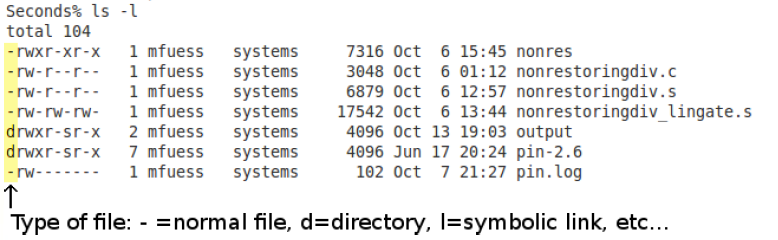 Seconds% ls -l
total 104
-rwxr-xr-x 1 mfuess systems 7316 Oct 6 15:45 nonres
-rw-r--r-- 1 mfuess systems 3048 Oct 6 01:12 nonrestoringdiv.c
-rw-r--r-- 1 mfuess systems 6879 Oct 6 12:57 nonrestoringdiv.s
-rw-rw-rw- 1 mfuess systems 17542 Oct 6 13:44 nonrestoringdiv_lingate.s
drwxr-sr-x 2 mfuess systems 4096 Oct 13 19:03 output
drwxr-sr-x 7 mfuess systems 4096 Jun 17 20:24 pin-2.6
-rw------- 1 mfuess systems 102 Oct 7 21:27 pin.log
Type of file: - =normal file, d=directory, l=symbolic link, etc...